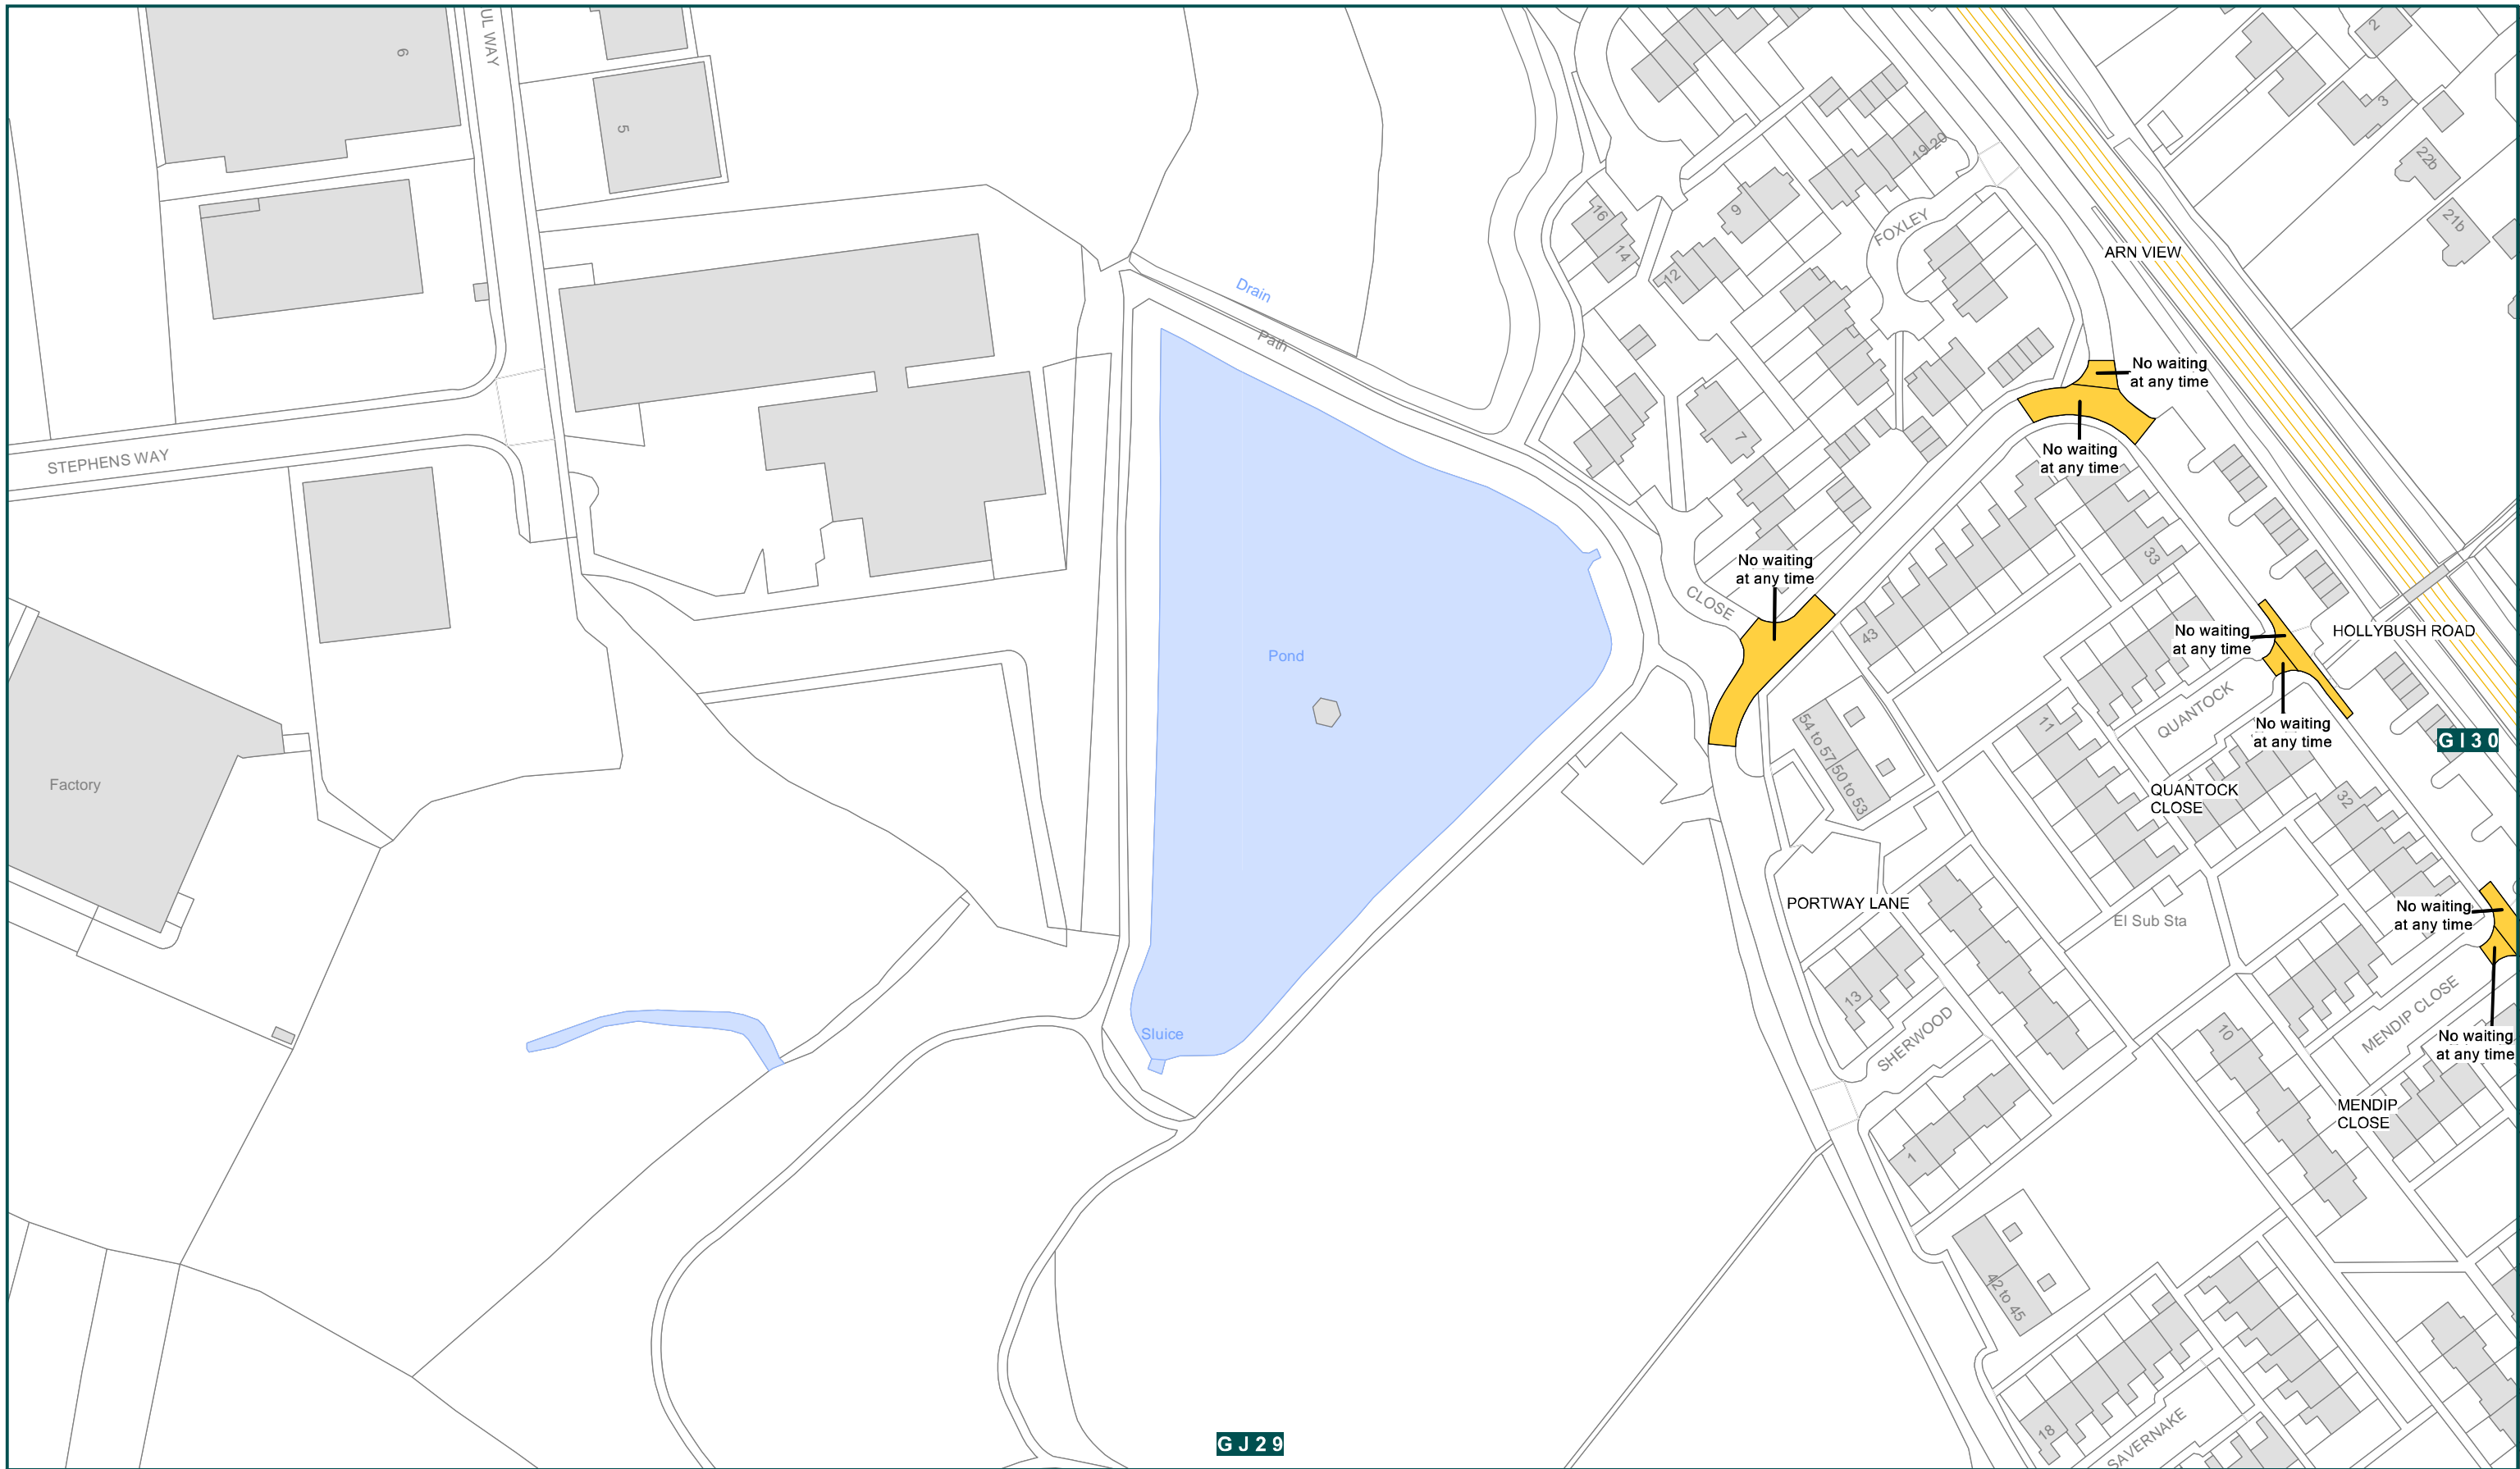 6
UL WAY
5
2
3
22b
21b
19 20
9
16
14
12
FOXLEY
ARN VIEW
Drain
Path
No waiting
at any time
STEPHENS WAY
7
No waiting
at any time
33
No waiting
at any time
CLOSE
43
No waiting
at any time
HOLLYBUSH ROAD
Pond
QUANTOCK
11
54 to 57
50 to 53
No waiting
at any time
G I 3 0
Factory
QUANTOCK
CLOSE
32
PORTWAY LANE
El Sub Sta
No waiting
at any time
13
Sluice
SHERWOOD
10
MENDIP CLOSE
No waiting
at any time
MENDIP
CLOSE
1
42 to 45
18
SAVERNAKE
G J 2 9